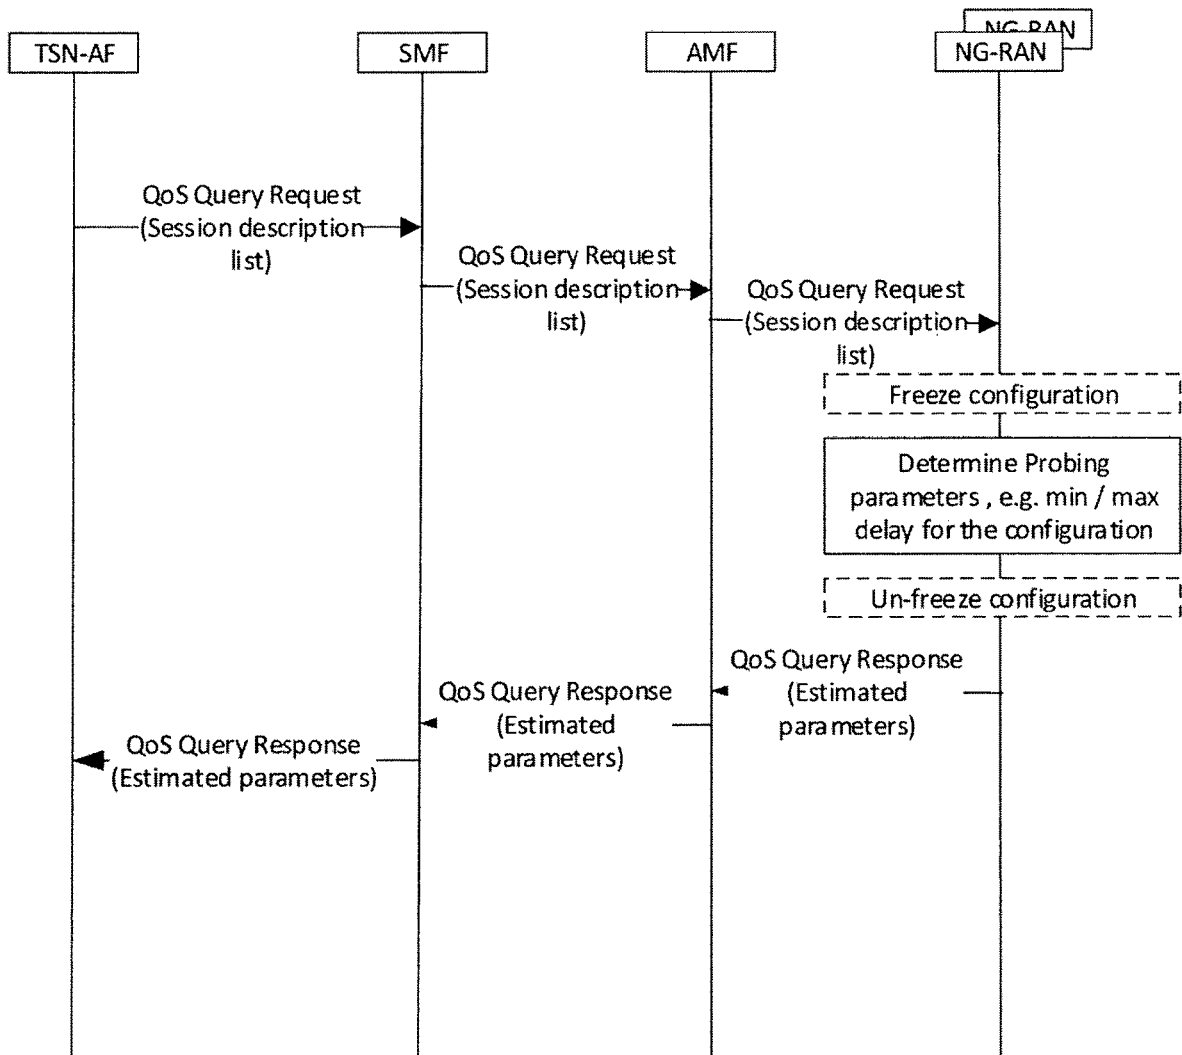 NG-RAN
TSN-AF
SMF
AMF
NG-RAN
QoS Query Request
(Session description
list)
QoS Query Request
(Session description
list)
QoS Query Request
(Session description
list)
Freeze configuration
Determine Probing
parameters , e.g. min / max
delay for the configuration
Un-freeze configuration
QoS Query Response
(Estimated
parameters)
QoS Query Response
(Estimated
parameters)
QoS Query Response
(Estimated parameters)